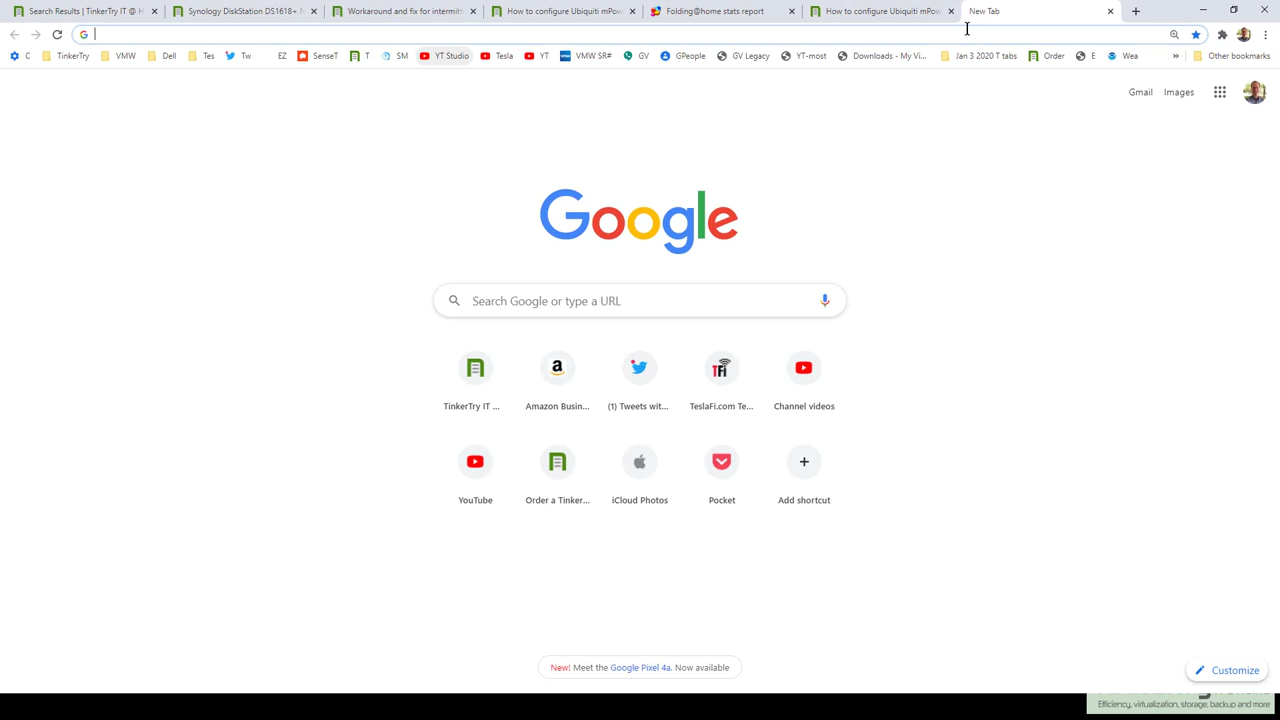 Search Results | TinkerTry IT @ H
Synology DiskStation DS1618+ N
Workaround and fix for intermitt
How to configure Ubiquiti mPow
Folding@home stats report
How to configure Ubiquiti mPow
New Tab
C
TinkerTry
VMW
Dell
Tes
Tw
EZ
SenseT
T
SM
YT Studio
Tesla
YT
VMW SR#
GV
GPeople
GV Legacy
YT-most
Downloads - My Vi...
Jan 3 2020 T tabs
Order
E
Wea
»
Other bookmarks
Gmail
Images
Google
Search Google or type a URL
TinkerTry IT ...
Amazon Busin...
(1) Tweets wit...
TeslaFi.com Te...
Channel videos
YouTube
Order a Tinker...
iCloud Photos
Pocket
Add shortcut
New! Meet the Google Pixel 4a. Now available
Customize
Efficiency, virtualization, storage, backup and more